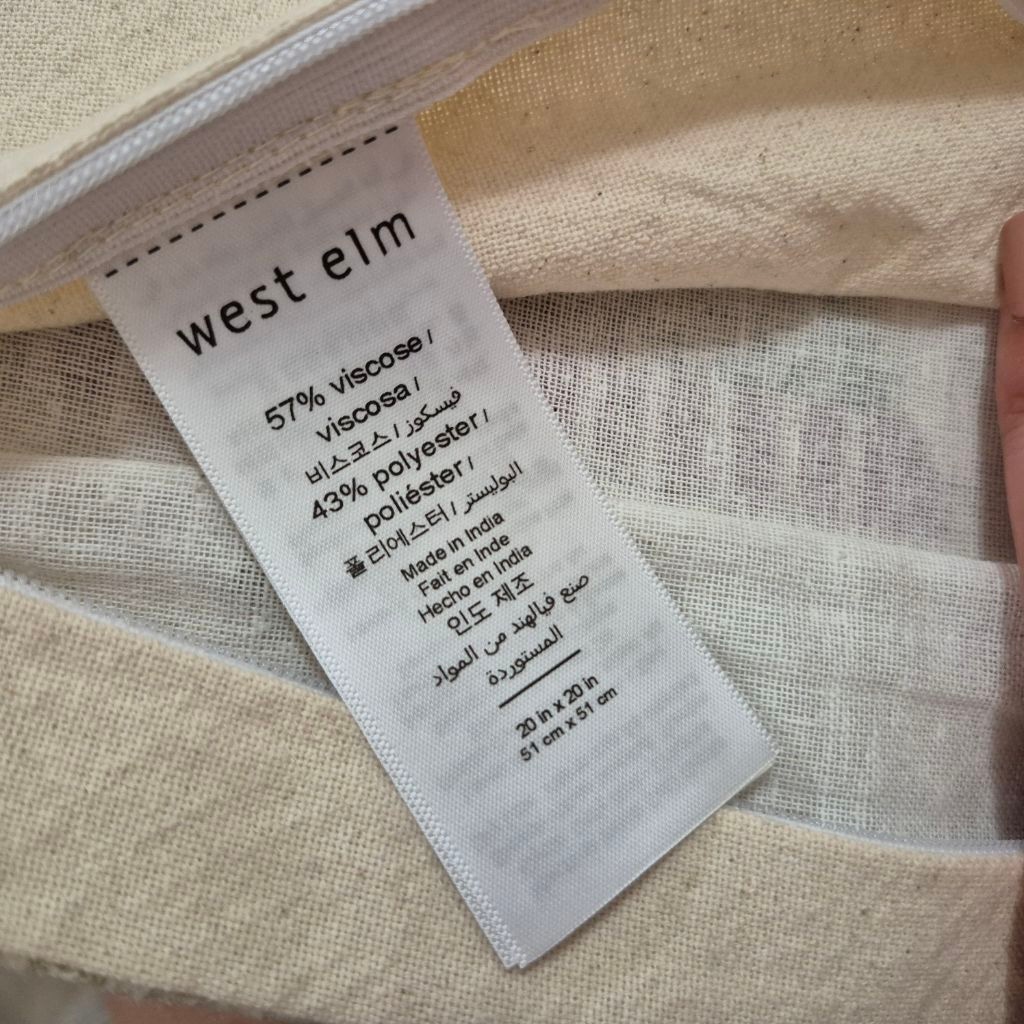 west elm
57% viscose /
viscosa /
비스코스 / فيسكوز
43% polyester /
poliéster /
폴리에스터 / البوليستر
Made in India
Fait en Inde
Hecho en India
인도 제조
صنع فيالهند من المواد
المستوردة
20 in x 20 in
51 cm x 51 cm